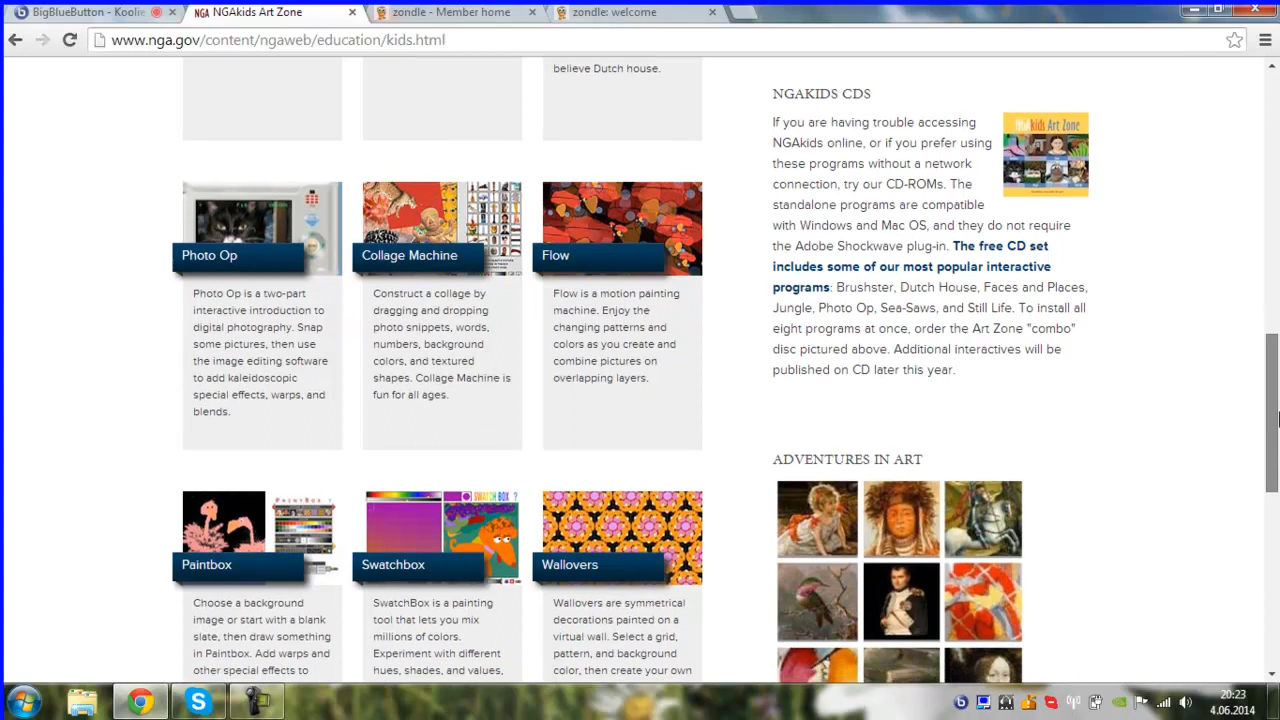 BigBlueButton - Koolie
NGAkids Art Zone
zondle - Member home
zondle: welcome
www.nga.gov/content/ngaweb/education/kids.html
believe Dutch house.
Photo Op
Photo Op is a two-part
interactive introduction to
digital photography. Snap
some pictures, then use
the image editing software
to add kaleidoscopic
special effects, warps, and
blends.
Collage Machine
Construct a collage by
dragging and dropping
photo snippets, words,
numbers, background
colors, and textured
shapes. Collage Machine is
fun for all ages.
Flow
Flow is a motion painting
machine. Enjoy the
changing patterns and
colors as you create and
combine pictures on
overlapping layers.
PAINTBOX ?
Paintbox
Choose a background
image or start with a blank
slate, then draw something
in Paintbox. Add warps and
other special effects to
SWATCH BOX ?
Swatchbox
SwatchBox is a painting
tool that lets you mix
millions of colors.
Experiment with different
hues, shades, and values,
Wallovers
Wallovers are symmetrical
decorations painted on a
virtual wall. Select a grid,
pattern, and background
color, then create your own
NGAKIDS CDS
If you are having trouble accessing
NGAkids online, or if you prefer using
these programs without a network
connection, try our CD-ROMs. The
standalone programs are compatible
with Windows and Mac OS, and they do not require
the Adobe Shockwave plug-in. The free CD set
includes some of our most popular interactive
programs: Brushster, Dutch House, Faces and Places,
Jungle, Photo Op, Sea-Saws, and Still Life. To install all
eight programs at once, order the Art Zone "combo"
disc pictured above. Additional interactives will be
published on CD later this year.
NGAkids Art Zone
ADVENTURES IN ART
20:23
4.06.2014